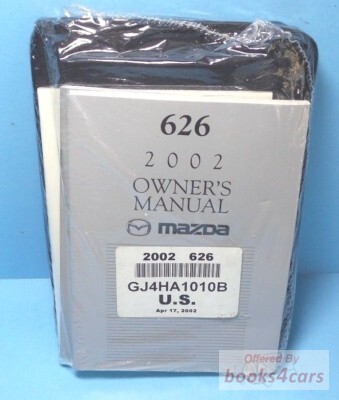 626
2002
OWNER'S
MANUAL
mazda
2002 626
GJ4HA1010B
U.S.
Apr 17, 2002
Offered By
books4cars